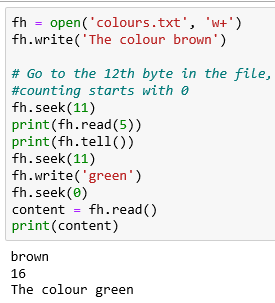 fh = open('colours.txt', 'w+')
fh.write('The colour brown')
# Go to the 12th byte in the file,
#counting starts with 0
fh.seek(11)
print(fh.read(5))
print(fh.tell())
fh.seek(11)
fh.write('green')
fh.seek(0)
content = fh.read()
print(content)
brown
16
The colour green